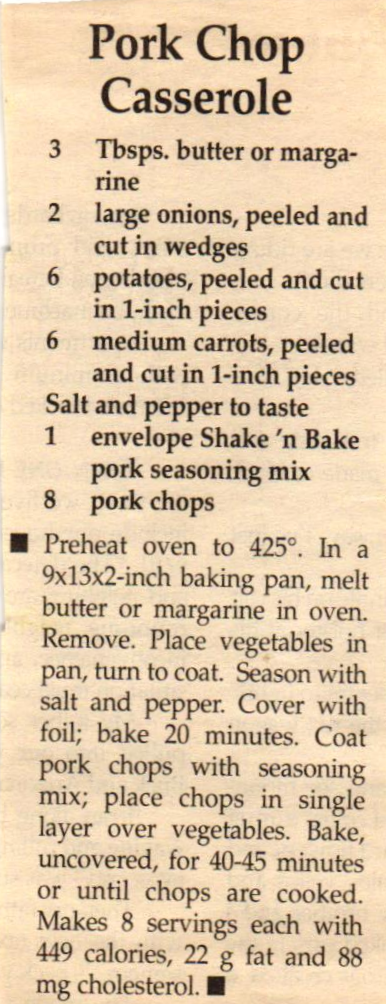 Pork Chop
Casserole
3 Tbsps. butter or marga-
rine
2 large onions, peeled and
cut in wedges
6 potatoes, peeled and cut
in 1-inch pieces
6 medium carrots, peeled
and cut in 1-inch pieces
Salt and pepper to taste
1 envelope Shake 'n Bake
pork seasoning mix
8 pork chops
■ Preheat oven to 425°. In a
9x13x2-inch baking pan, melt
butter or margarine in oven.
Remove. Place vegetables in
pan, turn to coat. Season with
salt and pepper. Cover with
foil; bake 20 minutes. Coat
pork chops with seasoning
mix; place chops in single
layer over vegetables. Bake,
uncovered, for 40-45 minutes
or until chops are cooked.
Makes 8 servings each with
449 calories, 22 g fat and 88
mg cholesterol. ■